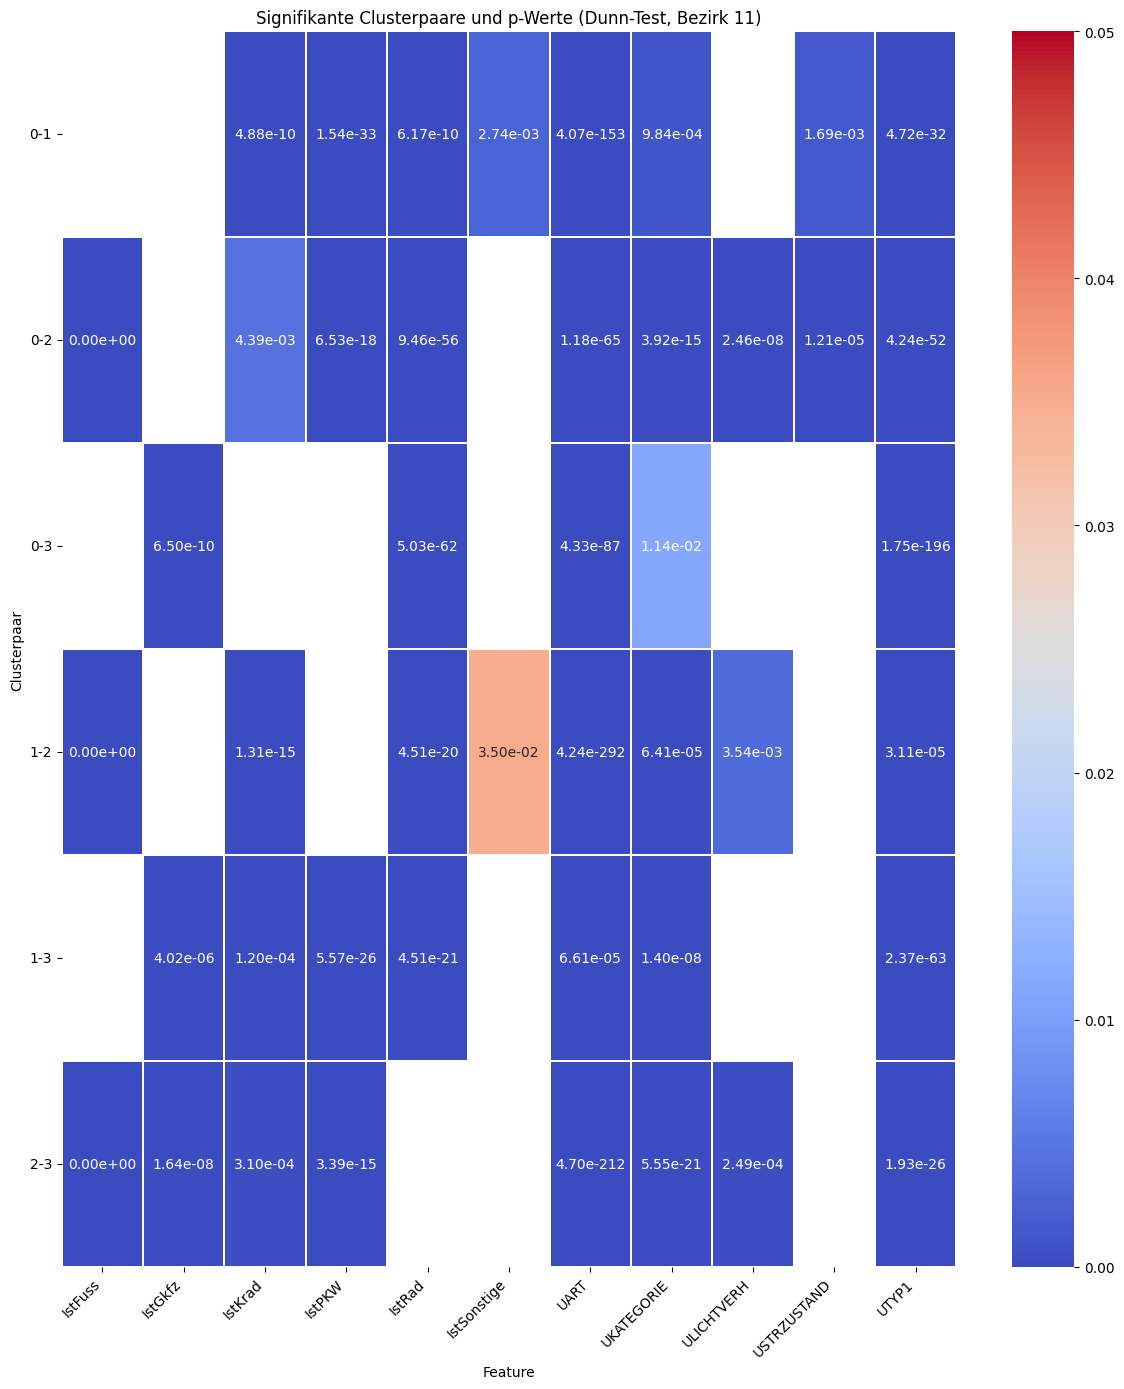 Signifikante Clusterpaare und p-Werte (Dunn-Test, Bezirk 11)
0-1 4.88e-10 1.54e-33 6.17e-10 2.74e-03 4.07e-153 9.84e-04 1.69e-03 4.72e-32
0-2 0.00e+00 4.39e-03 6.53e-18 9.46e-56 1.18e-65 3.92e-15 2.46e-08 1.21e-05 4.24e-52
0-3 6.50e-10 5.03e-62 4.33e-87 1.14e-02 1.75e-196
1-2 0.00e+00 1.31e-15 4.51e-20 3.50e-02 4.24e-292 6.41e-05 3.54e-03 3.11e-05
1-3 4.02e-06 1.20e-04 5.57e-26 4.51e-21 6.61e-05 1.40e-08 2.37e-63
2-3 0.00e+00 1.64e-08 3.10e-04 3.39e-15 4.70e-212 5.55e-21 2.49e-04 1.93e-26
Clusterpaar
IstFuss IstGkfz IstKrad IstPKW IstRad IstSonstige UART UKATEGORIE ULICHTVERH USTRZUSTAND UTYP1
Feature
0.05
0.04
0.03
0.02
0.01
0.00